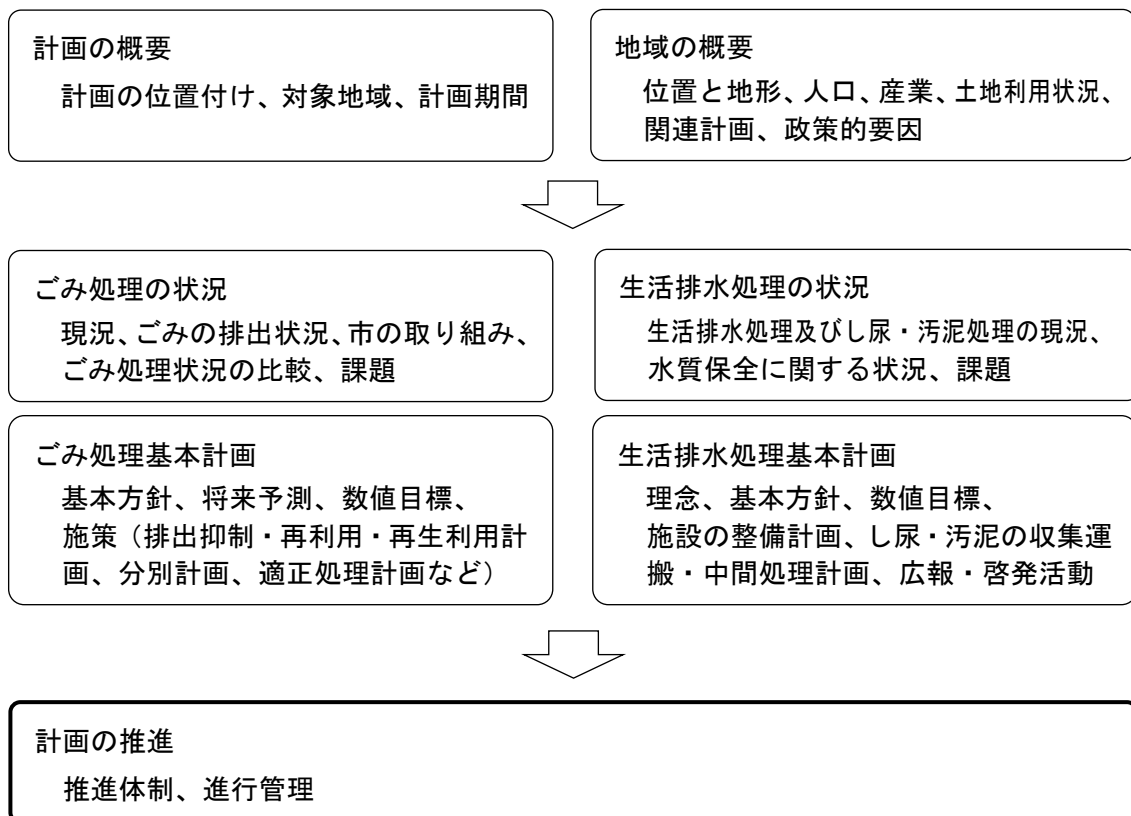 計画の概要
計画の位置付け、対象地域、計画期間
地域の概要
位置と地形、人口、産業、土地利用状況、
関連計画、政策的要因
ごみ処理の状況
現況、ごみの排出状況、市の取り組み、
ごみ処理状況の比較、課題
生活排水処理の状況
生活排水処理及びし尿・汚泥処理の現況、
水質保全に関する状況、課題
ごみ処理基本計画
基本方針、将来予測、数値目標、
施策（排出抑制・再利用・再生利用計
画、分別計画、適正処理計画など）
生活排水処理基本計画
理念、基本方針、数値目標、
施設の整備計画、し尿・汚泥の収集運
搬・中間処理計画、広報・啓発活動
計画の推進
推進体制、進行管理